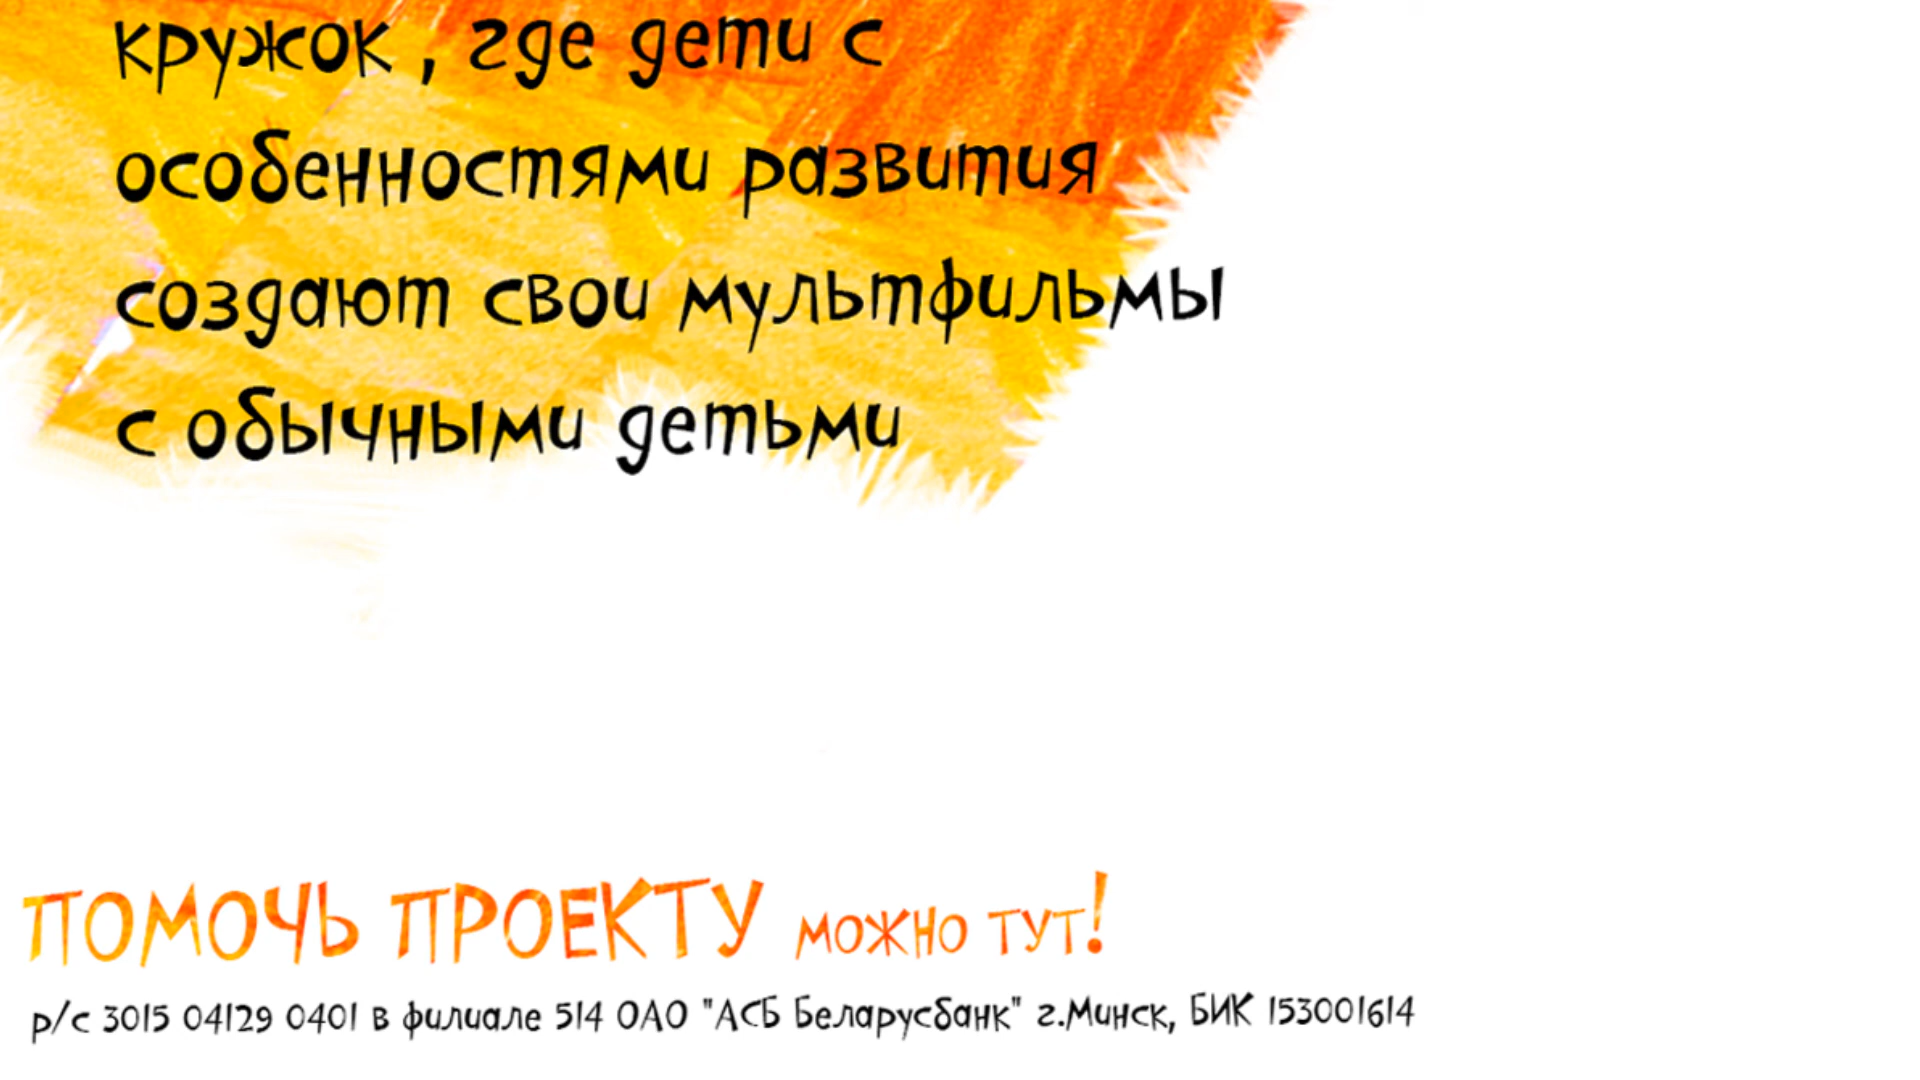 кружок , где дети с
особенностями развития
создают свои мультфильмы
с обычными детьми
ПОМОЧЬ ПРОЕКТУ МОЖНО ТУТ!
р/с 3015 04129 0401 в филиале 514 ОАО "АСБ Беларусбанк" г.Минск, БИК 153001614